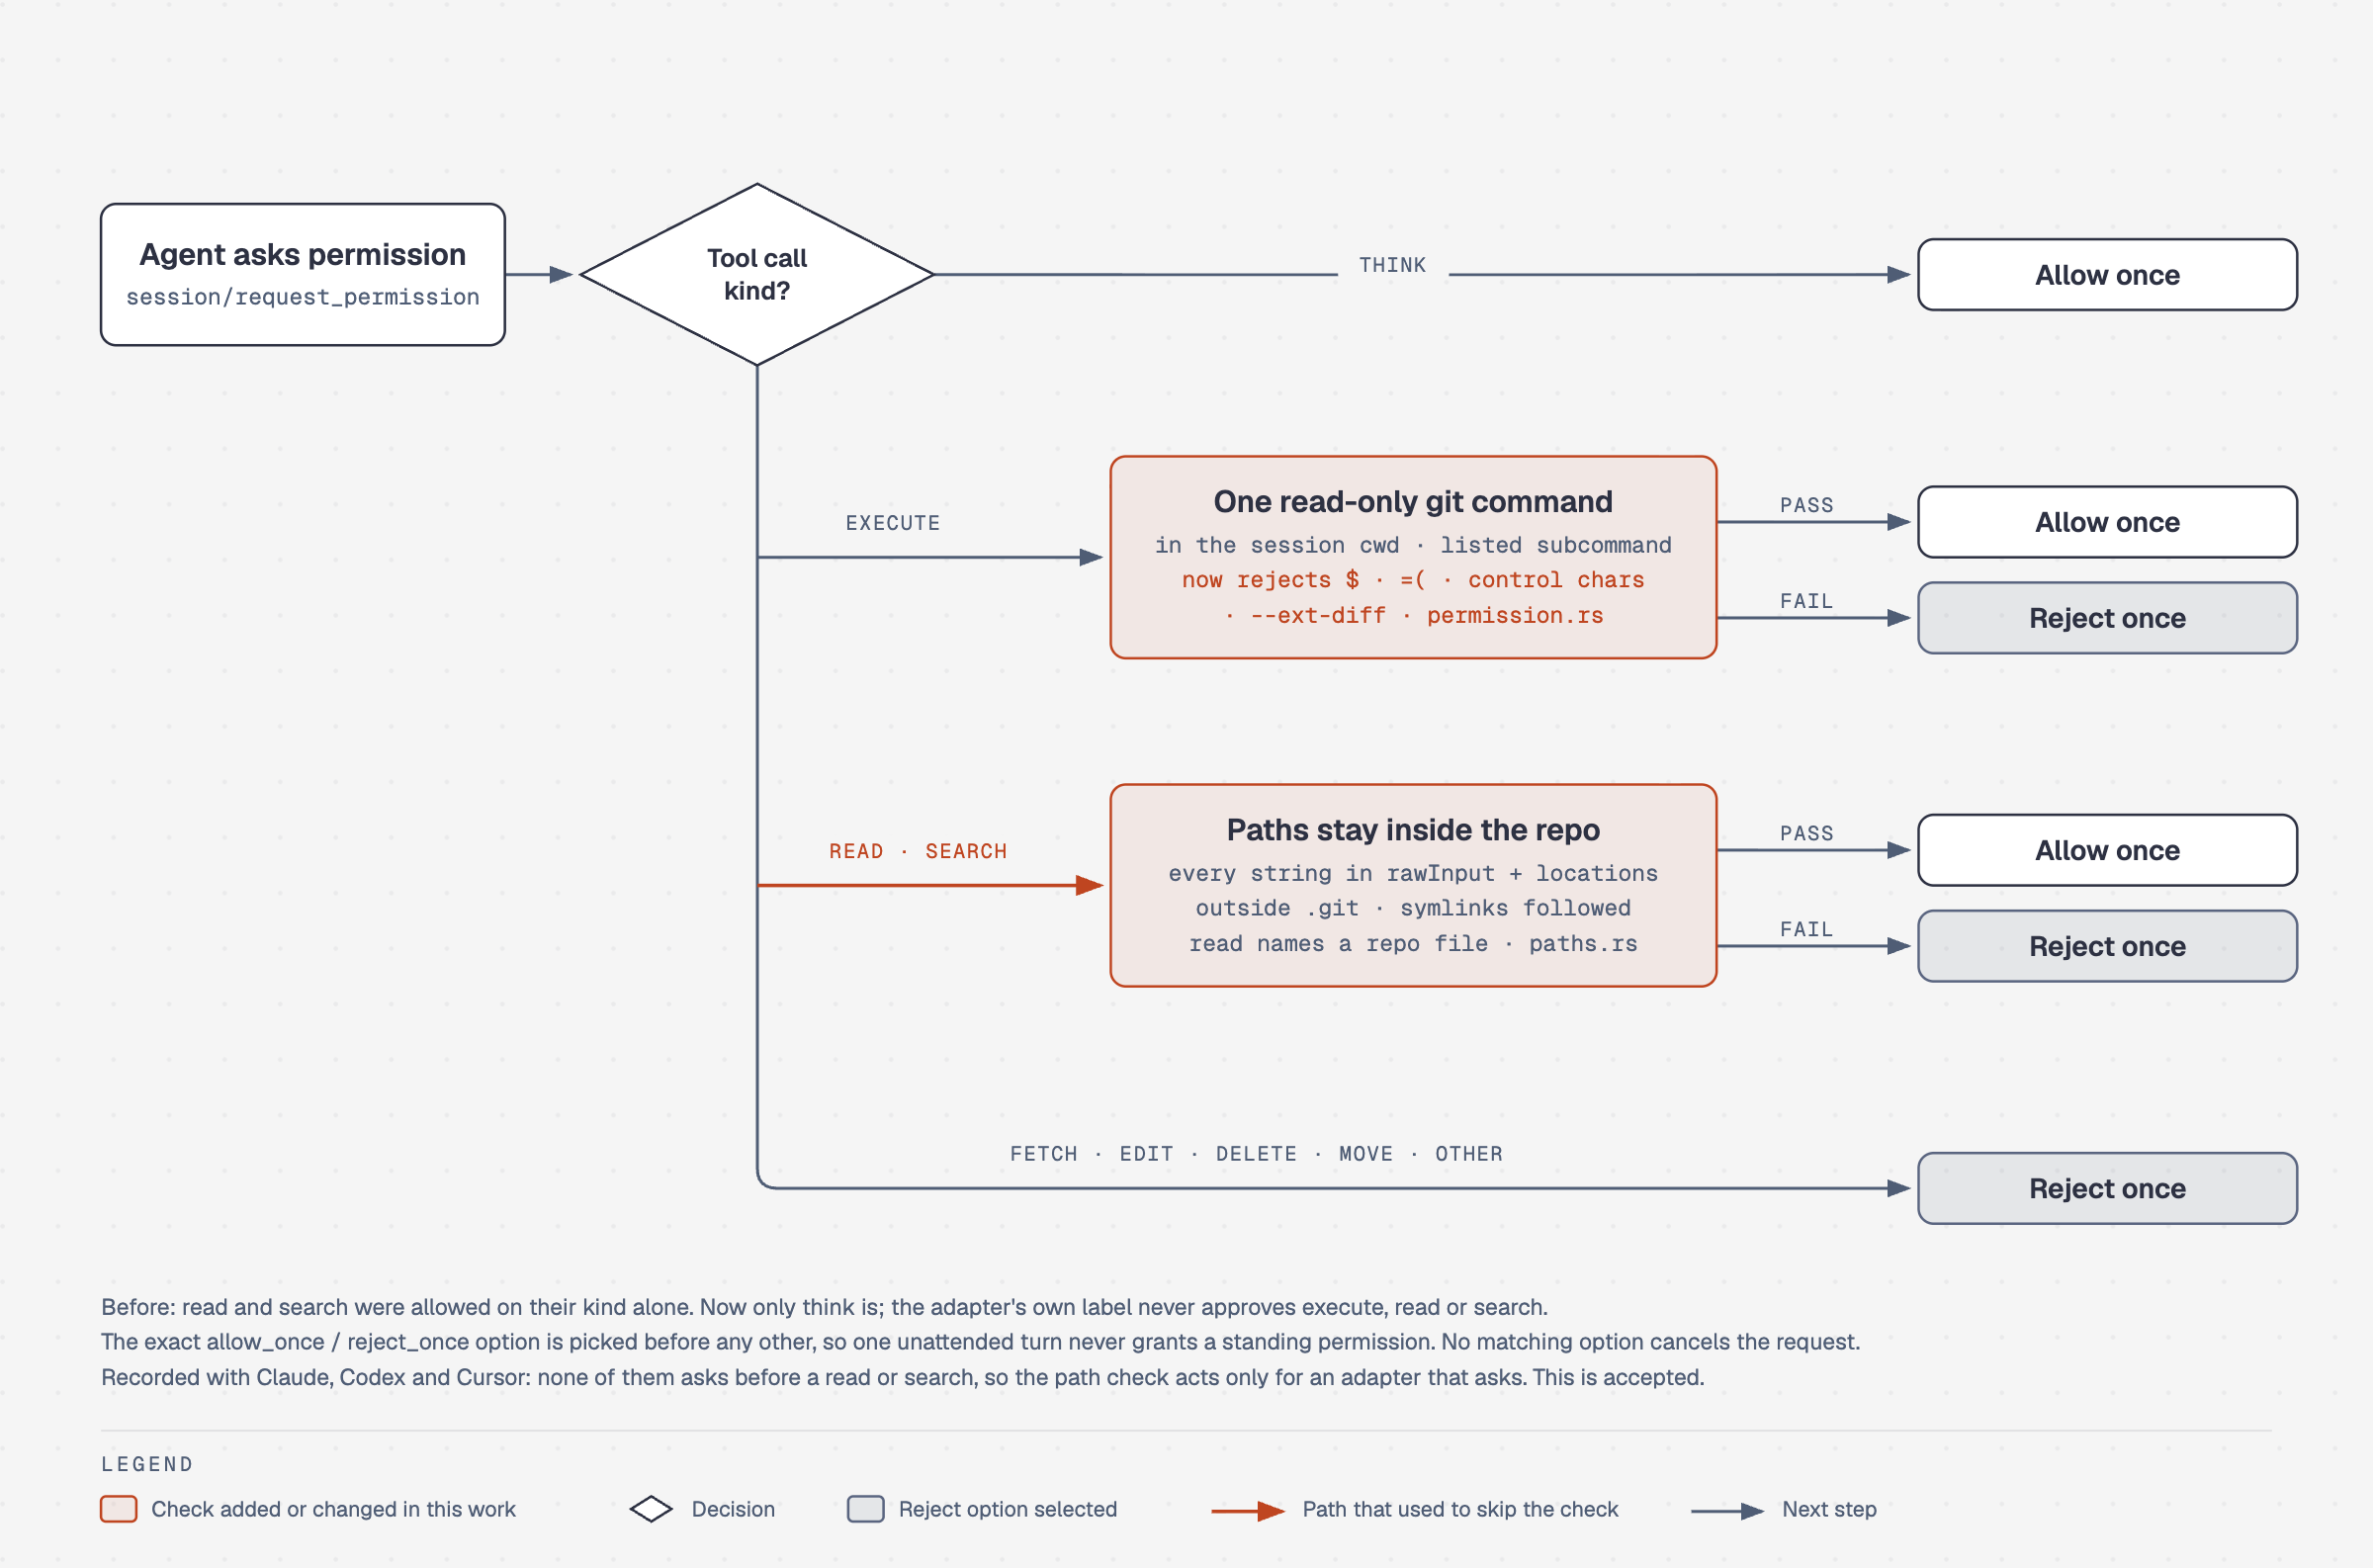 Agent asks permission
session/request_permission
Tool call
kind?
THINK
Allow once
EXECUTE
One read-only git command
in the session cwd · listed subcommand
now rejects $ · =( · control chars
· --ext-diff · permission.rs
PASS
Allow once
FAIL
Reject once
READ · SEARCH
Paths stay inside the repo
every string in rawInput + locations
outside .git · symlinks followed
read names a repo file · paths.rs
PASS
Allow once
FAIL
Reject once
FETCH · EDIT · DELETE · MOVE · OTHER
Reject once
Before: read and search were allowed on their kind alone. Now only think is; the adapter's own label never approves execute, read or search.
The exact allow_once / reject_once option is picked before any other, so one unattended turn never grants a standing permission. No matching option cancels the request.
Recorded with Claude, Codex and Cursor: none of them asks before a read or search, so the path check acts only for an adapter that asks. This is accepted.
LEGEND
Check added or changed in this work
Decision
Reject option selected
Path that used to skip the check
Next step